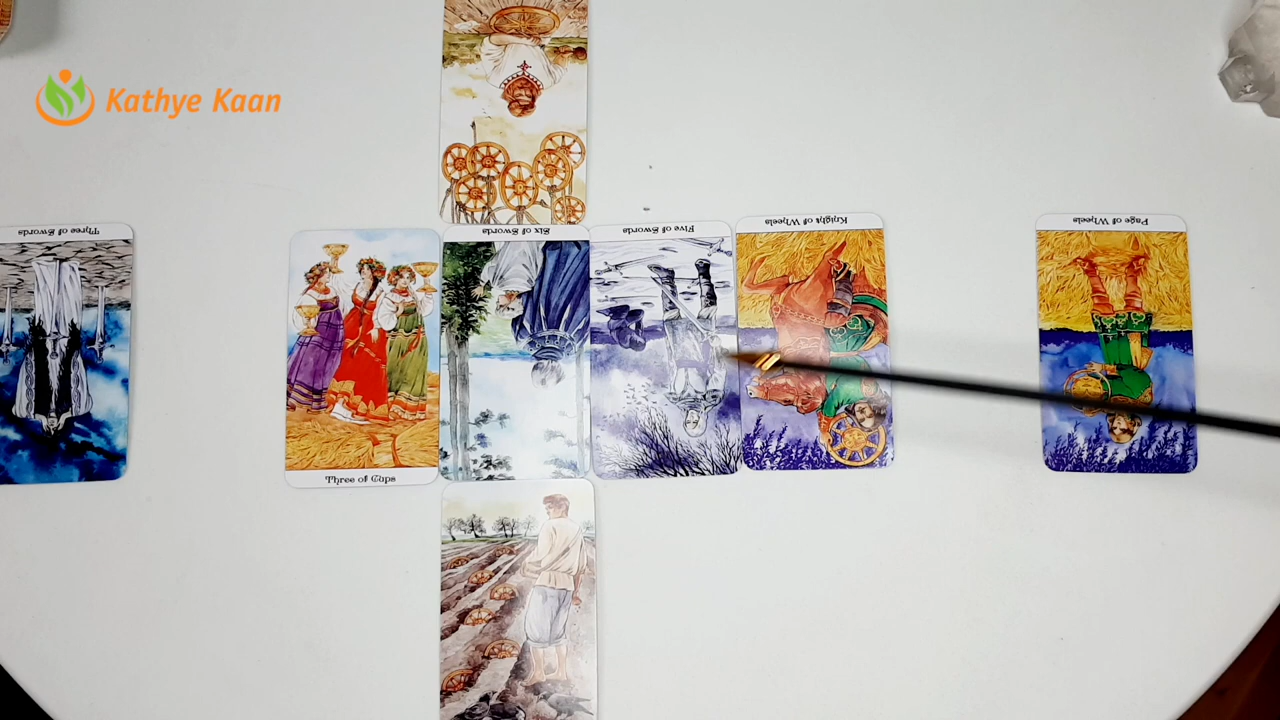 Kathye Kaan
Three of Swords
Three of Cups
Six of Swords
Five of Swords
Knight of Wheels
Page of Wheels